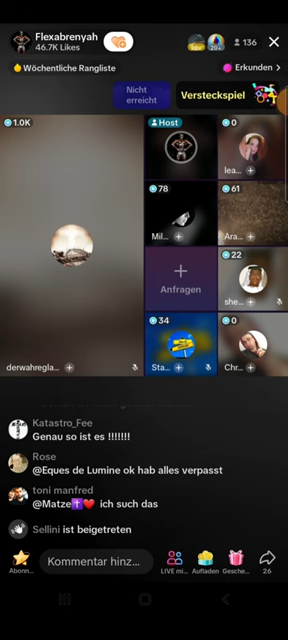 Flexabrenyah
46.7K Likes
136
Wöchentliche Rangliste
Erkunden
Nicht
erreicht
Versteckspiel
1.0K
Host
0
lea...
78
61
Mil...
Ara...
Anfragen
22
she...
34
0
derwahregla...
Sta...
Chr...
Katastro_Fee
Genau so ist es !!!!!!!
Rose
@Eques de Lumine ok hab alles verpasst
toni manfred
@Matze✝️❤️ ich such das
Sellini ist beigetreten
Kommentar hinz...
Abonn...
LIVE mi...
Aufladen
Gesche...
26